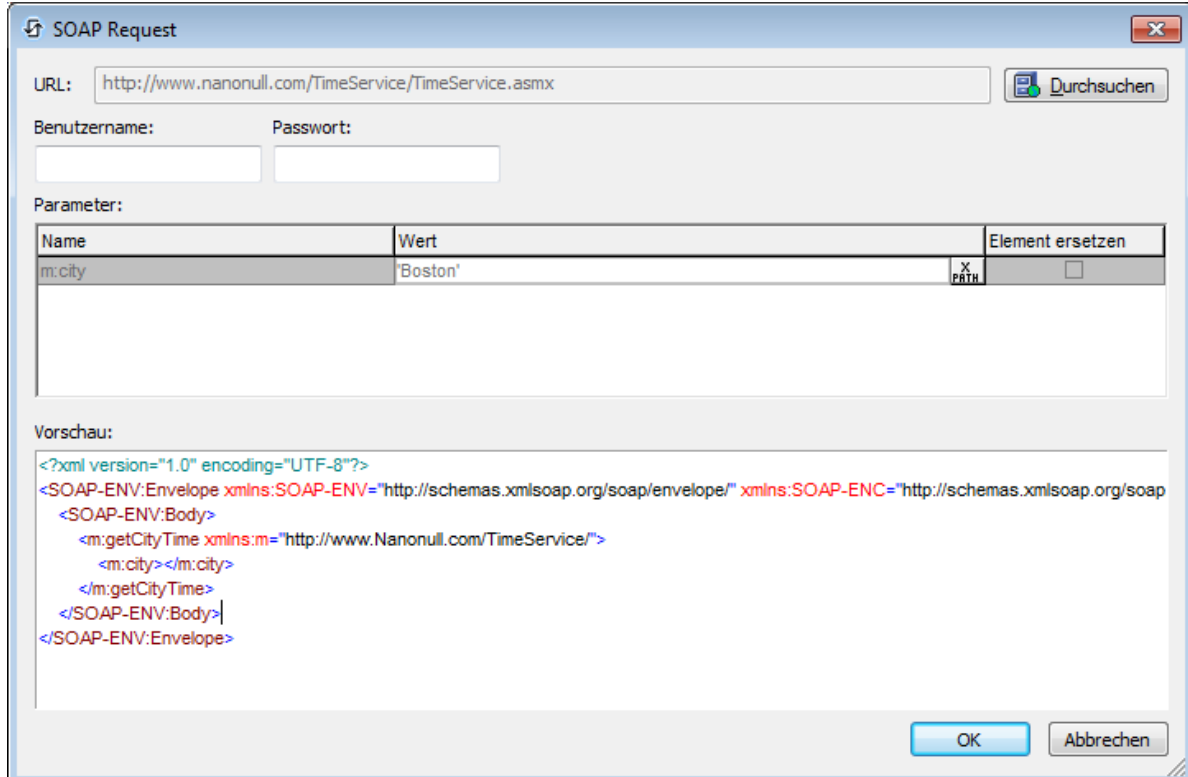 SOAP Request
URL: http://www.nanonull.com/TimeService/TimeService.asmx Durchsuchen
Benutzername: Passwort:
Parameter:
Name Wert Element ersetzen
m:city 'Boston' X PATH
Vorschau:
<?xml version="1.0" encoding="UTF-8"?>
<SOAP-ENV:Envelope xmlns:SOAP-ENV="http://schemas.xmlsoap.org/soap/envelope/" xmlns:SOAP-ENC="http://schemas.xmlsoap.org/soap
<SOAP-ENV:Body>
<m:getCityTime xmlns:m="http://www.Nanonull.com/TimeService/">
<m:city></m:city>
</m:getCityTime>
</SOAP-ENV:Body>
</SOAP-ENV:Envelope>
OK Abbrechen